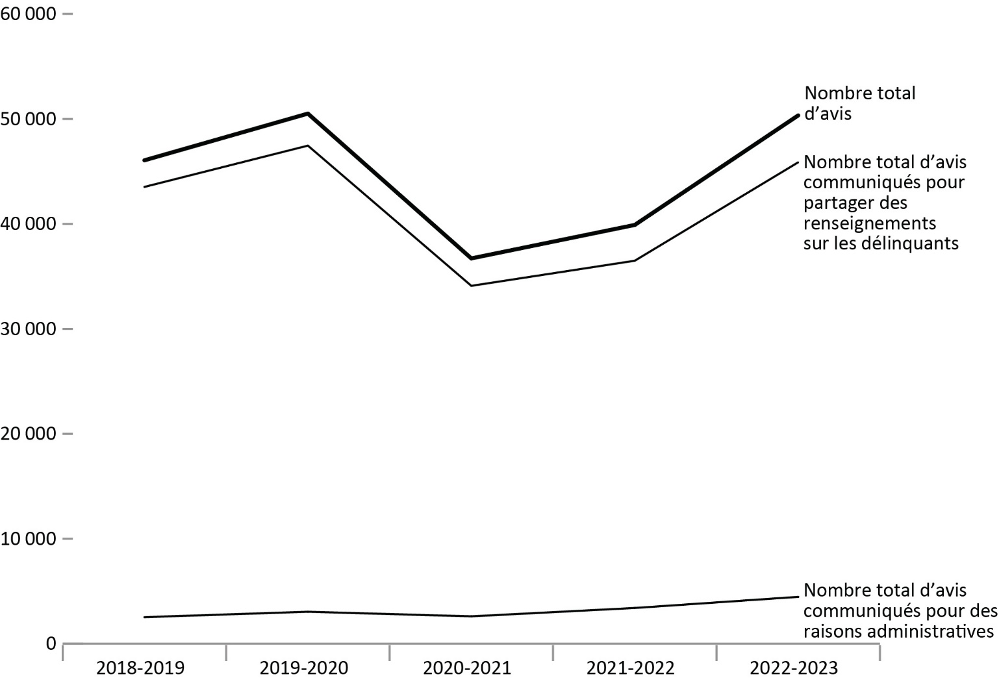 60 000
50 000
40 000
30 000
20 000
10 000
0
Nombre total
d’avis
Nombre total d’avis
communiqués pour
partager des
renseignements
sur les délinquants
Nombre total d’avis
communiqués pour des
raisons administratives
2018-2019
2019-2020
2020-2021
2021-2022
2022-2023